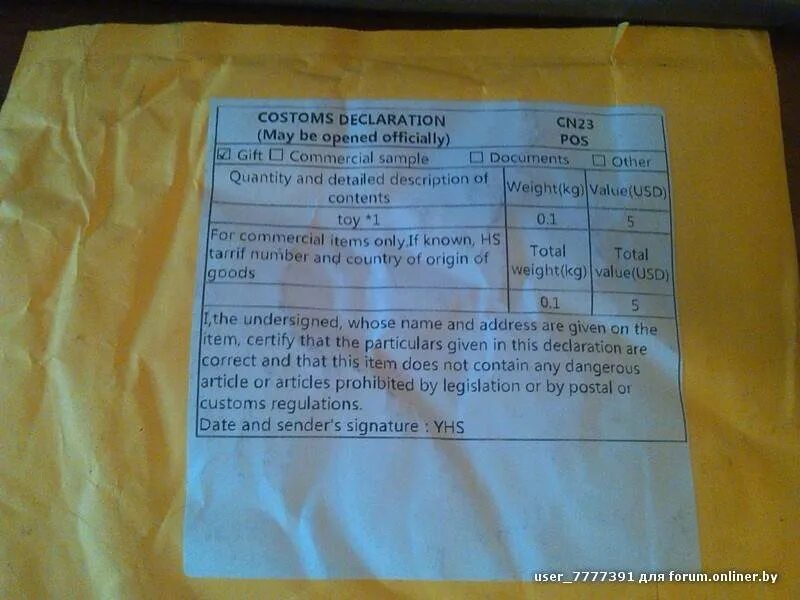 COSTOMS DECLARATION
(May be opened officially)
CN23
POS
☑ Gift ☐ Commercial sample ☐ Documents ☐ Other
Quantity and detailed description of
contents
Weight(kg)
Value(USD)
toy *1
0.1
5
For commercial items only,If known, HS
tarrif number and country of origin of
goods
Total
weight(kg)
Total
value(USD)
0.1
5
I,the undersigned, whose name and address are given on the
item, certify that the particulars given in this declaration are
correct and that this item does not contain any dangerous
article or articles prohibited by legislation or by postal or
customs regulations.
Date and sender's signature : YHS
user_7777391 для forum.onliner.by